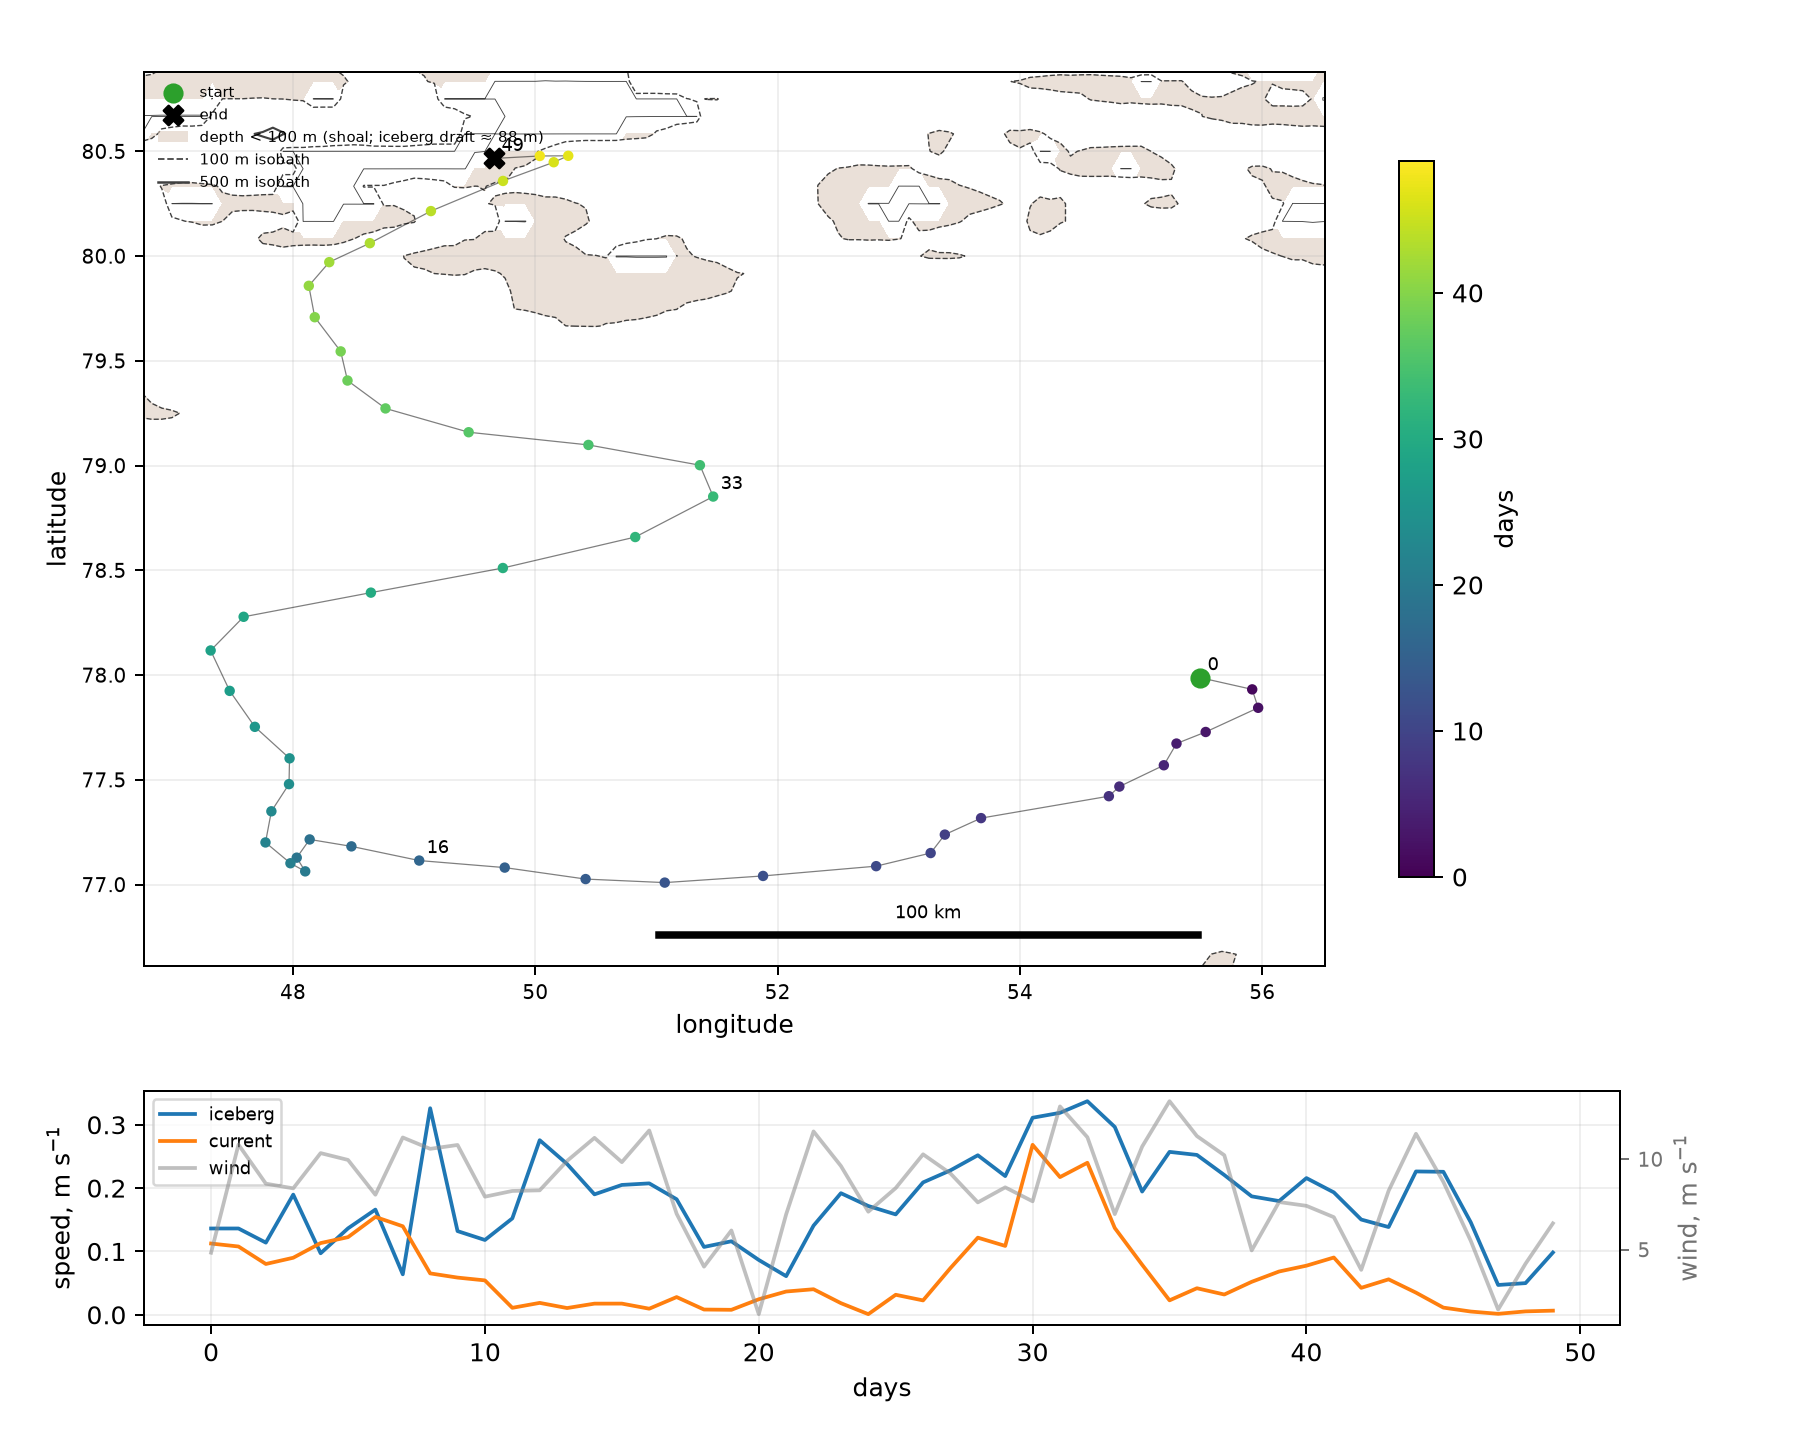 start
end
depth < 100 m (shoal; iceberg draft ≈ 88 m)
100 m isobath
500 m isobath
49
33
0
16
100 km
80.5
80.0
79.5
79.0
78.5
78.0
77.5
77.0
latitude
48 50 52 54 56
longitude
40
30
20
10
0
days
iceberg
current
wind
0.3
0.2
0.1
0.0
speed, m s⁻¹
10
5
wind, m s⁻¹
0 10 20 30 40 50
days